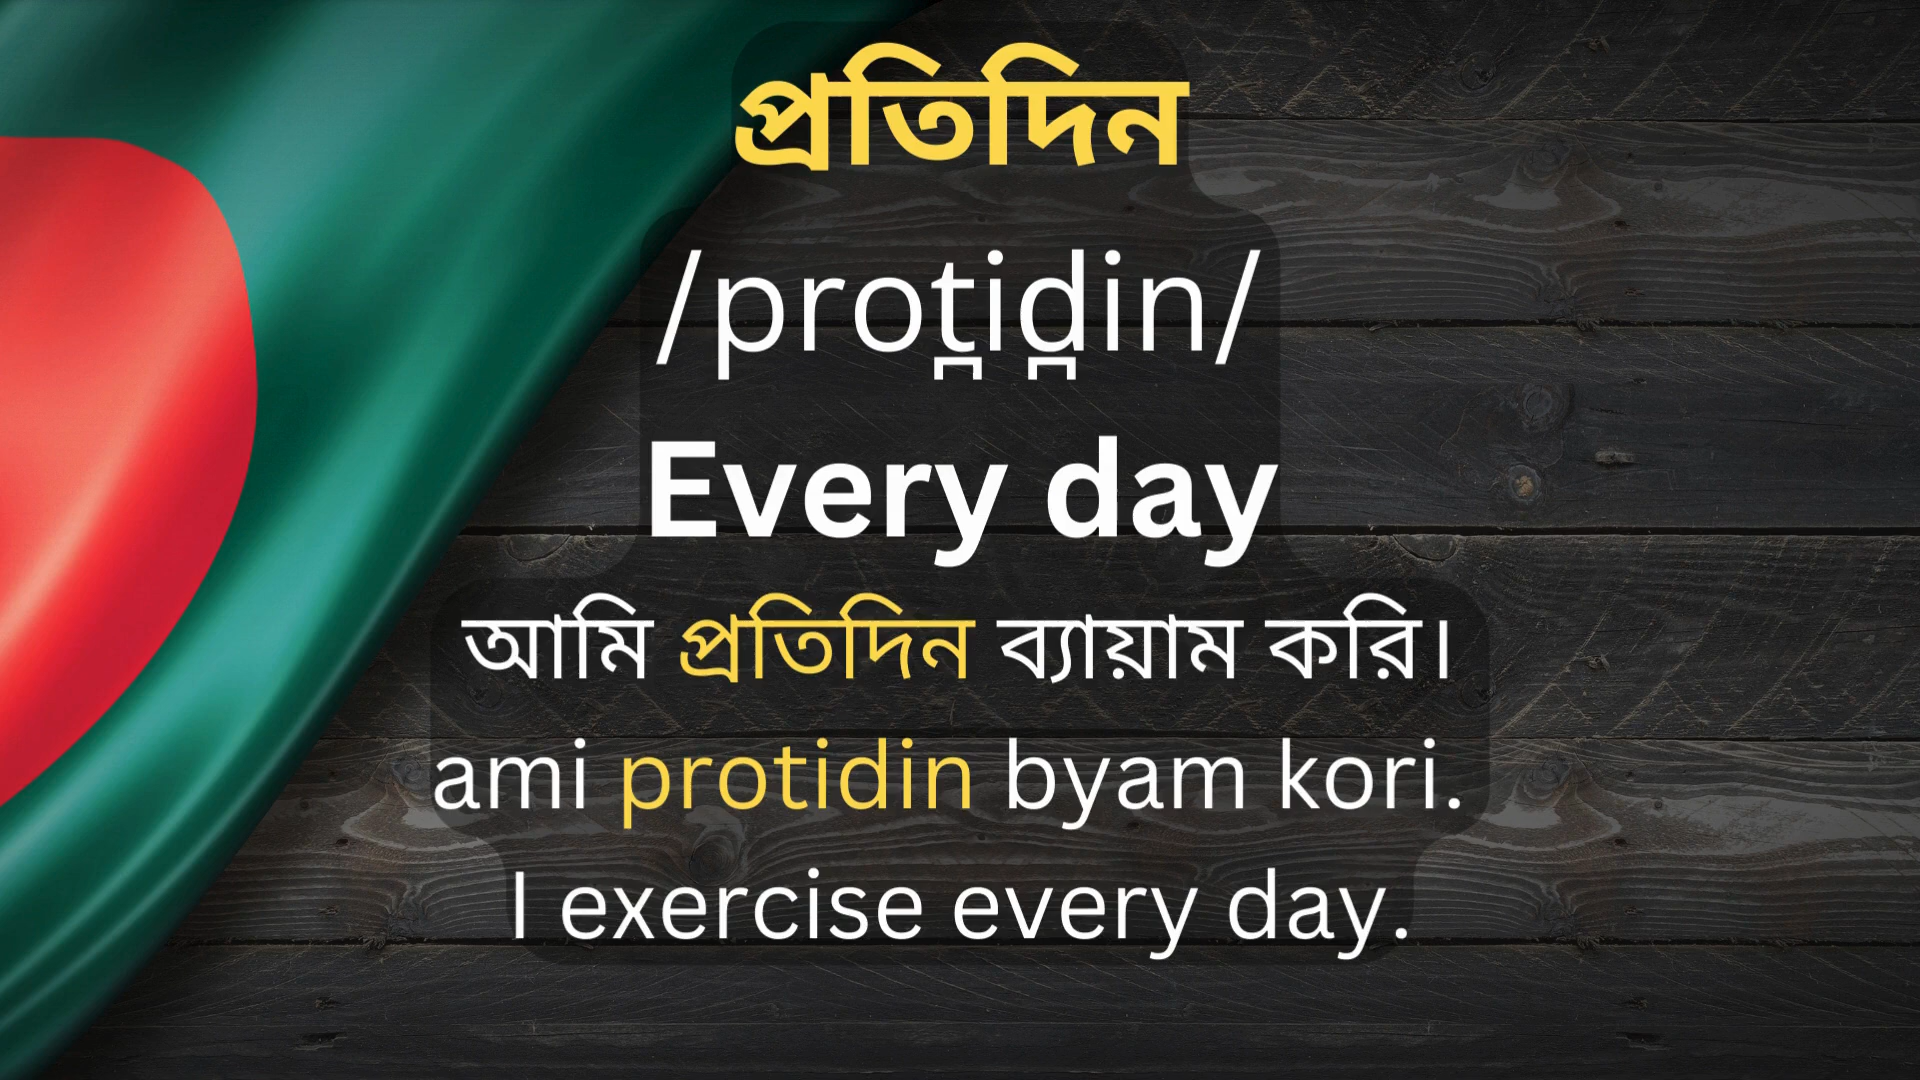 প্রতিদিন
/prot̪id̪in/
Every day
আমি প্রতিদিন ব্যায়াম করি।
ami protidin byam kori.
I exercise every day.